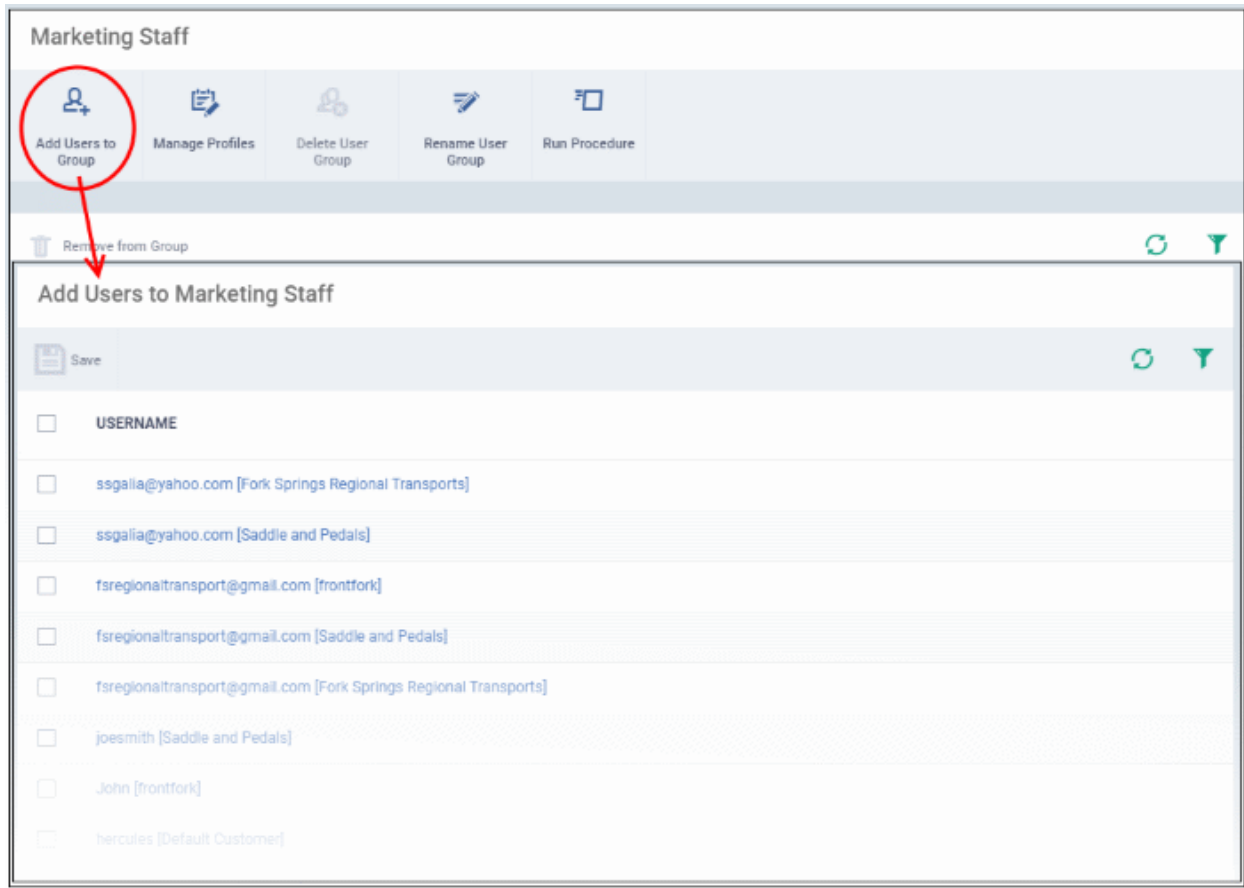 Marketing Staff
Add Users to
Group
Manage Profiles
Delete User
Group
Rename User
Group
Run Procedure
Remove from Group
Add Users to Marketing Staff
Save
USERNAME
ssgalia@yahoo.com [Fork Springs Regional Transports]
ssgalia@yahoo.com [Saddle and Pedals]
fsregionaltransport@gmail.com [frontfork]
fsregionaltransport@gmail.com [Saddle and Pedals]
fsregionaltransport@gmail.com [Fork Springs Regional Transports]
joesmith [Saddle and Pedals]
John [frontfork]
hercules [Default Customer]